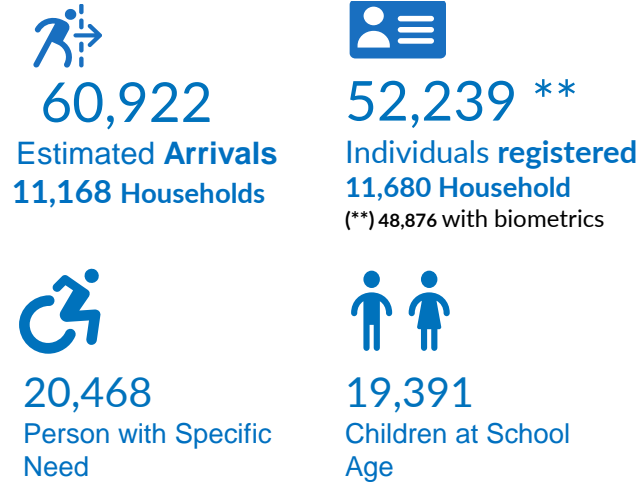 60,922
Estimated Arrivals
11,168 Households
52,239 **
Individuals registered
11,680 Household
(**) 48,876 with biometrics
20,468
Person with Specific
Need
19,391
Children at School
Age